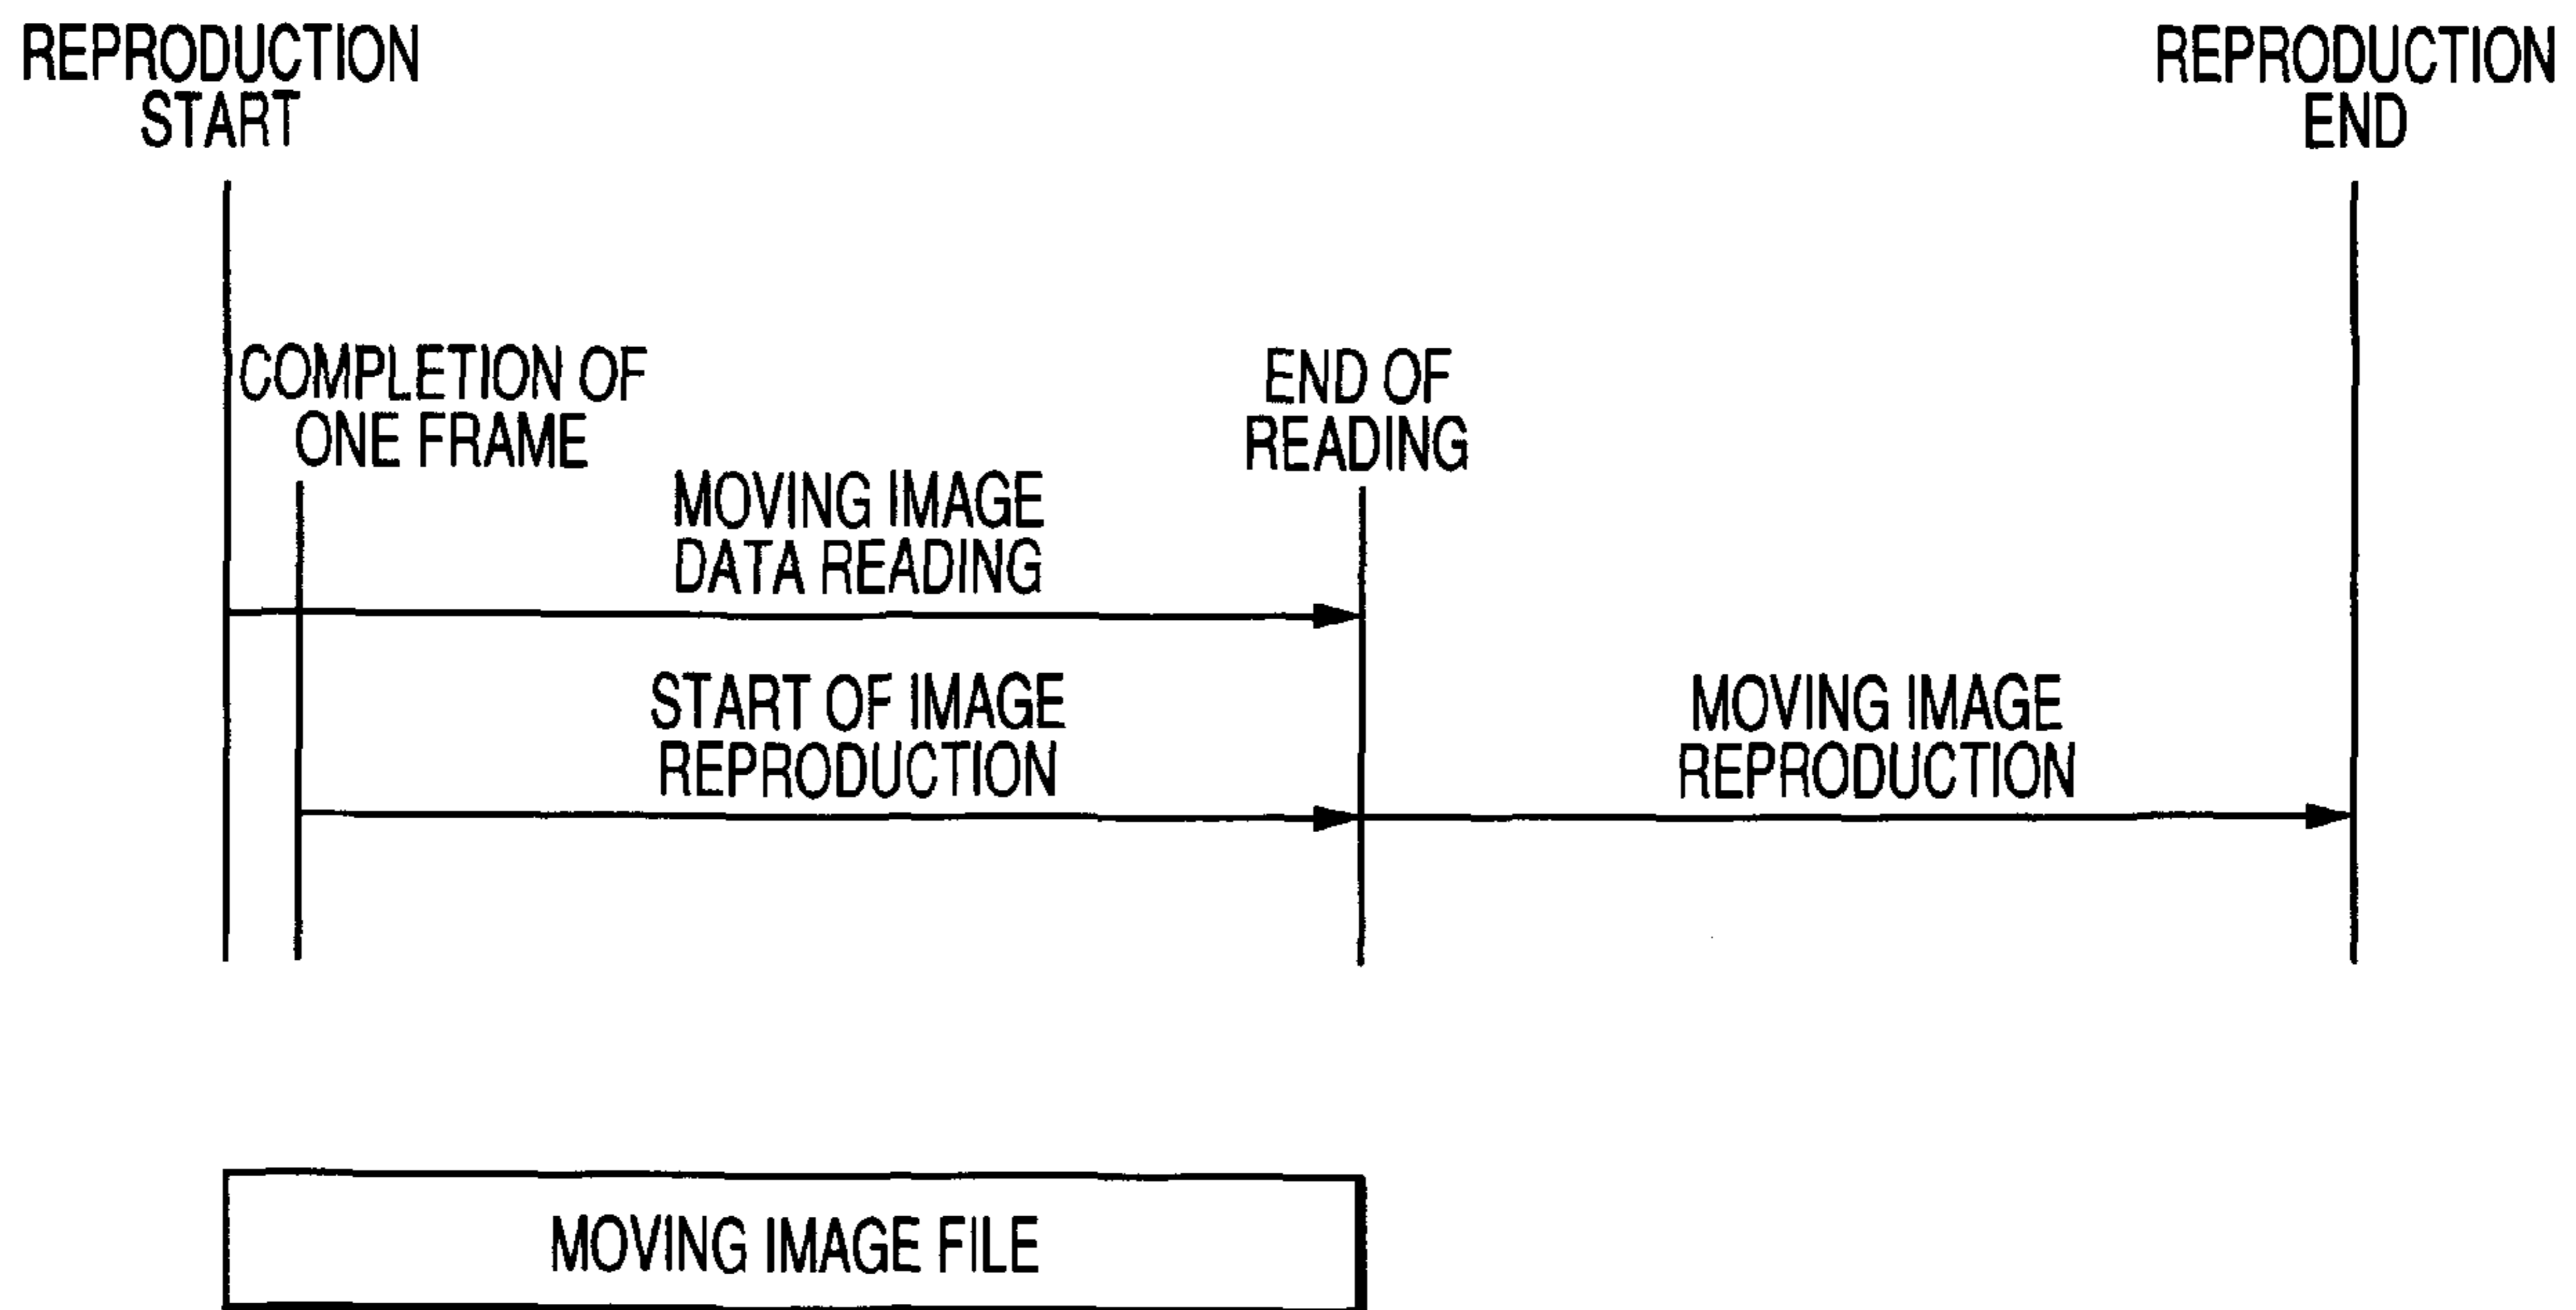 REPRODUCTION
START
REPRODUCTION
END
COMPLETION OF
ONE FRAME
END OF
READING
MOVING IMAGE
DATA READING
START OF IMAGE
REPRODUCTION
MOVING IMAGE
REPRODUCTION
MOVING IMAGE FILE